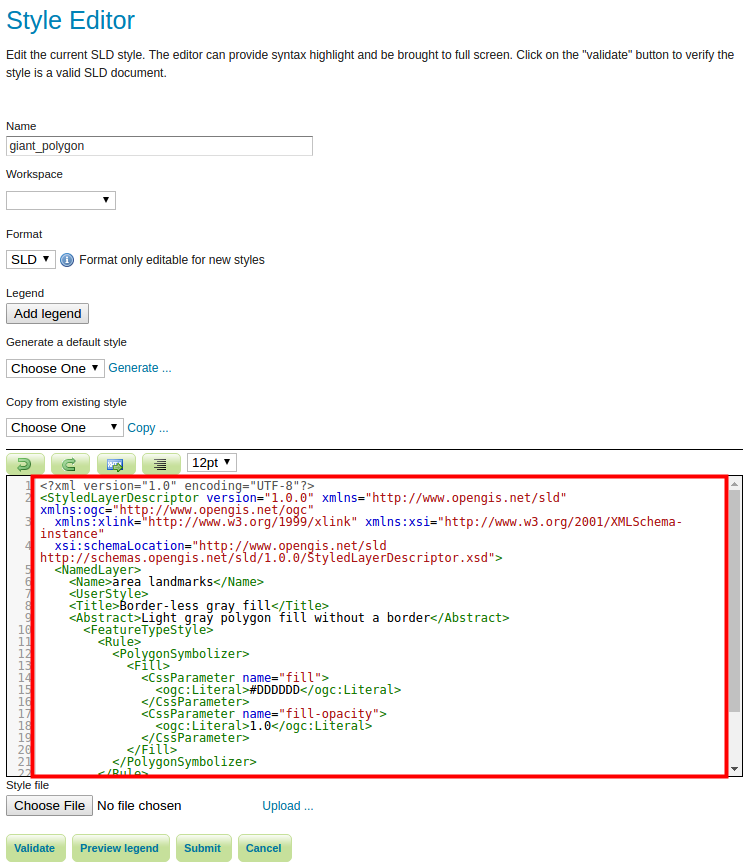 Style Editor
Edit the current SLD style. The editor can provide syntax highlight and be brought to full screen. Click on the "validate" button to verify the
style is a valid SLD document.
Name
giant_polygon
Workspace
Format
SLD Format only editable for new styles
Legend
Add legend
Generate a default style
Choose One Generate ...
Copy from existing style
Choose One Copy ...
12pt
1 <?xml version="1.0" encoding="UTF-8"?>
2 <StyledLayerDescriptor version="1.0.0" xmlns="http://www.opengis.net/sld"
xmlns:ogc="http://www.opengis.net/ogc"
3 xmlns:xlink="http://www.w3.org/1999/xlink" xmlns:xsi="http://www.w3.org/2001/XMLSchema-
instance"
4 xsi:schemaLocation="http://www.opengis.net/sld
http://schemas.opengis.net/sld/1.0.0/StyledLayerDescriptor.xsd">
5 <NamedLayer>
6 <Name>area landmarks</Name>
7 <UserStyle>
8 <Title>Border-less gray fill</Title>
9 <Abstract>Light gray polygon fill without a border</Abstract>
10 <FeatureTypeStyle>
11 <Rule>
12 <PolygonSymbolizer>
13 <Fill>
14 <CssParameter name="fill">
15 <ogc:Literal>#DDDDDD</ogc:Literal>
16 </CssParameter>
17 <CssParameter name="fill-opacity">
18 <ogc:Literal>1.0</ogc:Literal>
19 </CssParameter>
20 </Fill>
21 </PolygonSymbolizer>
22 </Rule>
Style file
Choose File No file chosen Upload ...
Validate Preview legend Submit Cancel